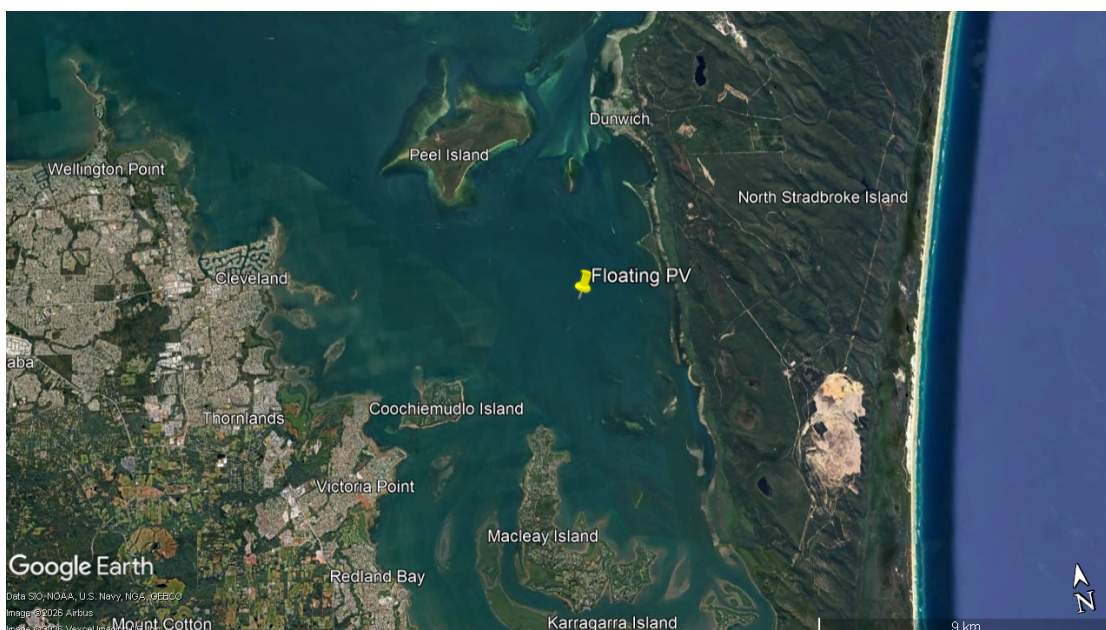 Dunwich
Peel Island
Wellington Point
North Stradbroke Island
Floating PV
Cleveland
aba
Coochiemudlo Island
Thornlands
Victoria Point
Macleay Island
Google Earth
Redland Bay
Data SIO, NOAA, U.S. Navy, NGA, GEBCO
Image ©2026 Airbus
N
Mount Cotton
Karragarra Island
9 km